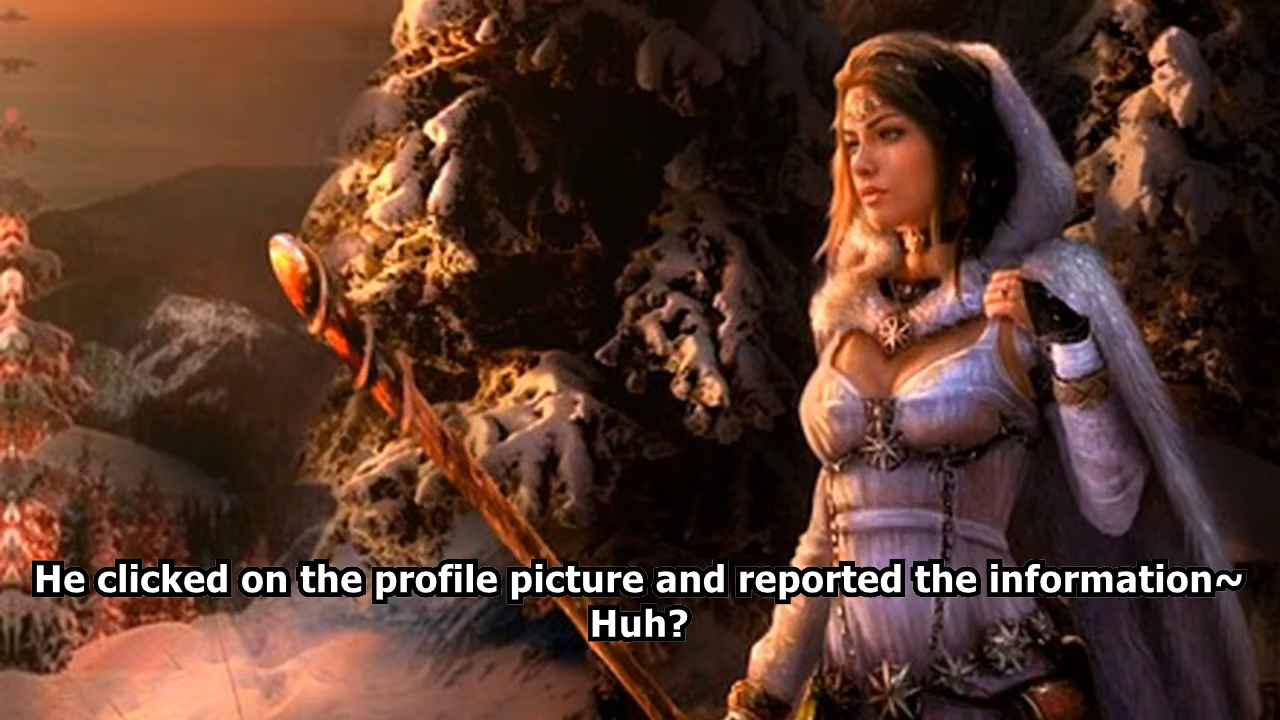 He clicked on the profile picture and reported the information~
Huh?